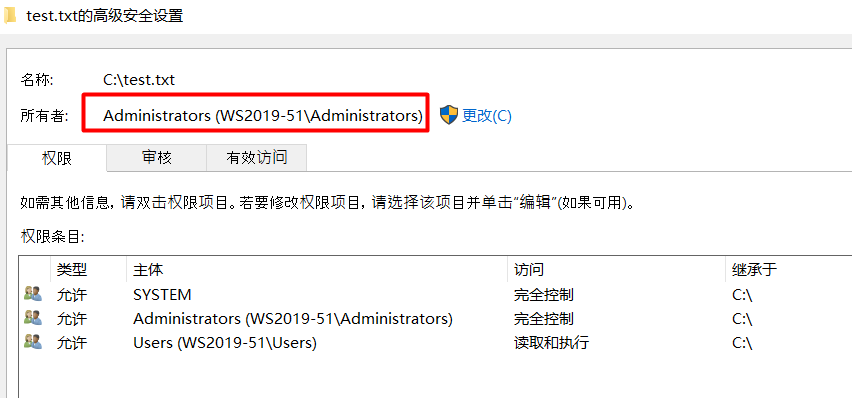 test.txt的高级安全设置
名称: C:\test.txt
所有者: Administrators (WS2019-51\Administrators) 更改(C)
权限 审核 有效访问
如需其他信息，请双击权限项目。若要修改权限项目，请选择该项目并单击“编辑”(如果可用)。
权限条目:
类型 主体 访问 继承于
允许 SYSTEM 完全控制 C:\
允许 Administrators (WS2019-51\Administrators) 完全控制 C:\
允许 Users (WS2019-51\Users) 读取和执行 C:\